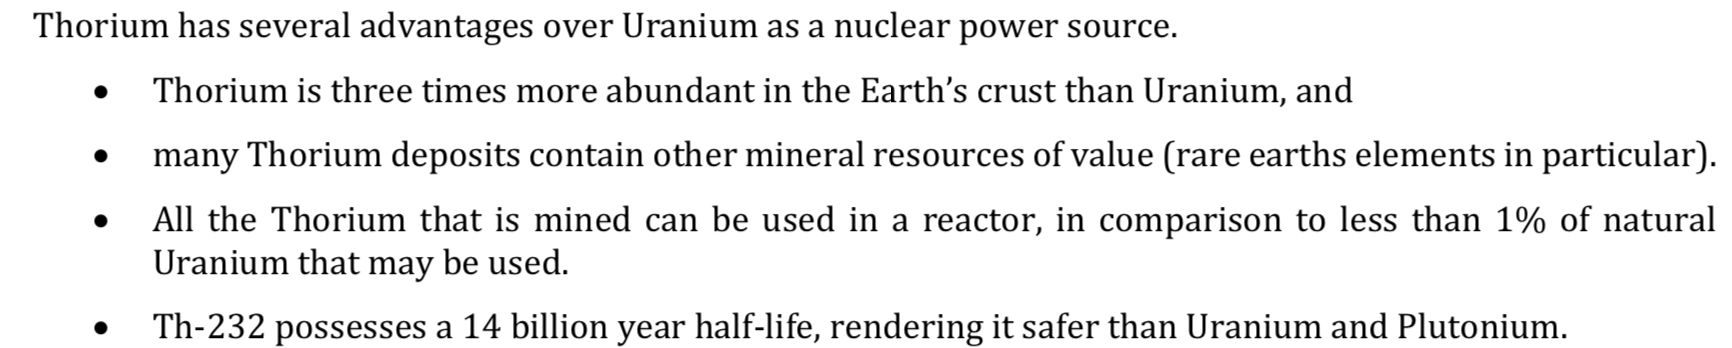 Thorium has several advantages over Uranium as a nuclear power source.
• Thorium is three times more abundant in the Earth’s crust than Uranium, and
• many Thorium deposits contain other mineral resources of value (rare earths elements in particular).
• All the Thorium that is mined can be used in a reactor, in comparison to less than 1% of natural
Uranium that may be used.
• Th-232 possesses a 14 billion year half-life, rendering it safer than Uranium and Plutonium.